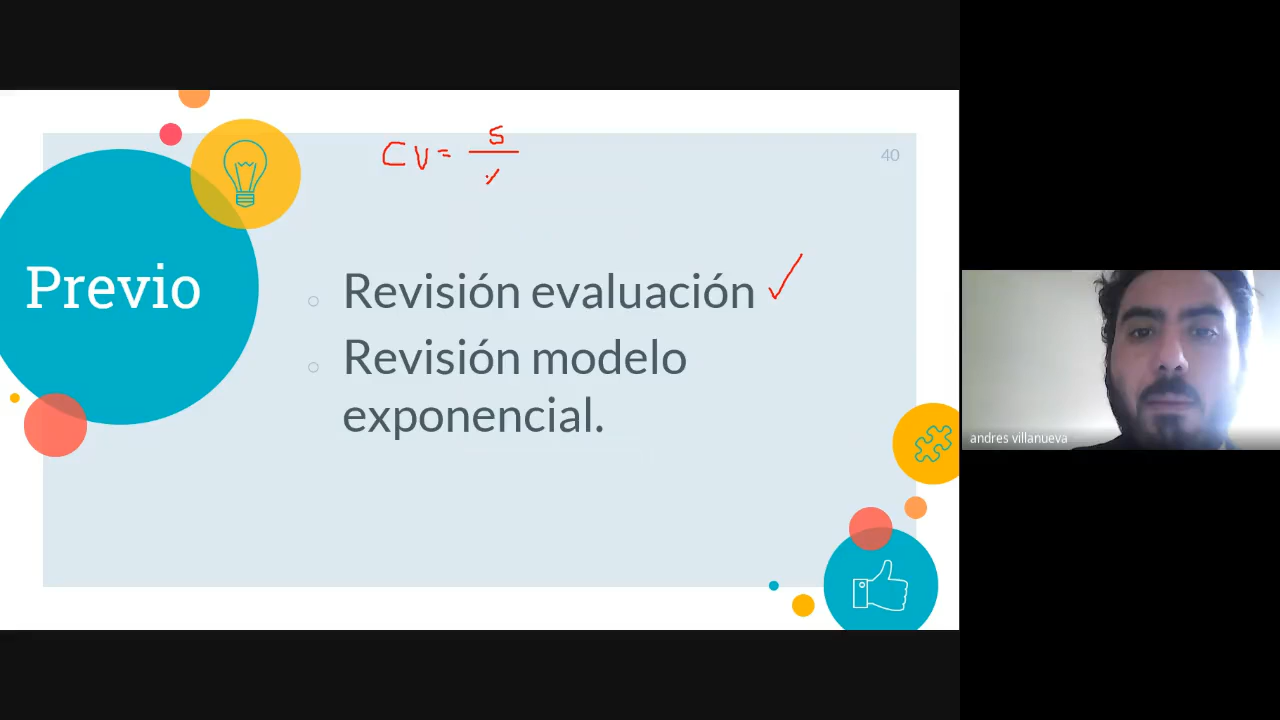 CV = s
40
Previo
Revisión evaluación ✓
Revisión modelo
exponencial.
andres villanueva